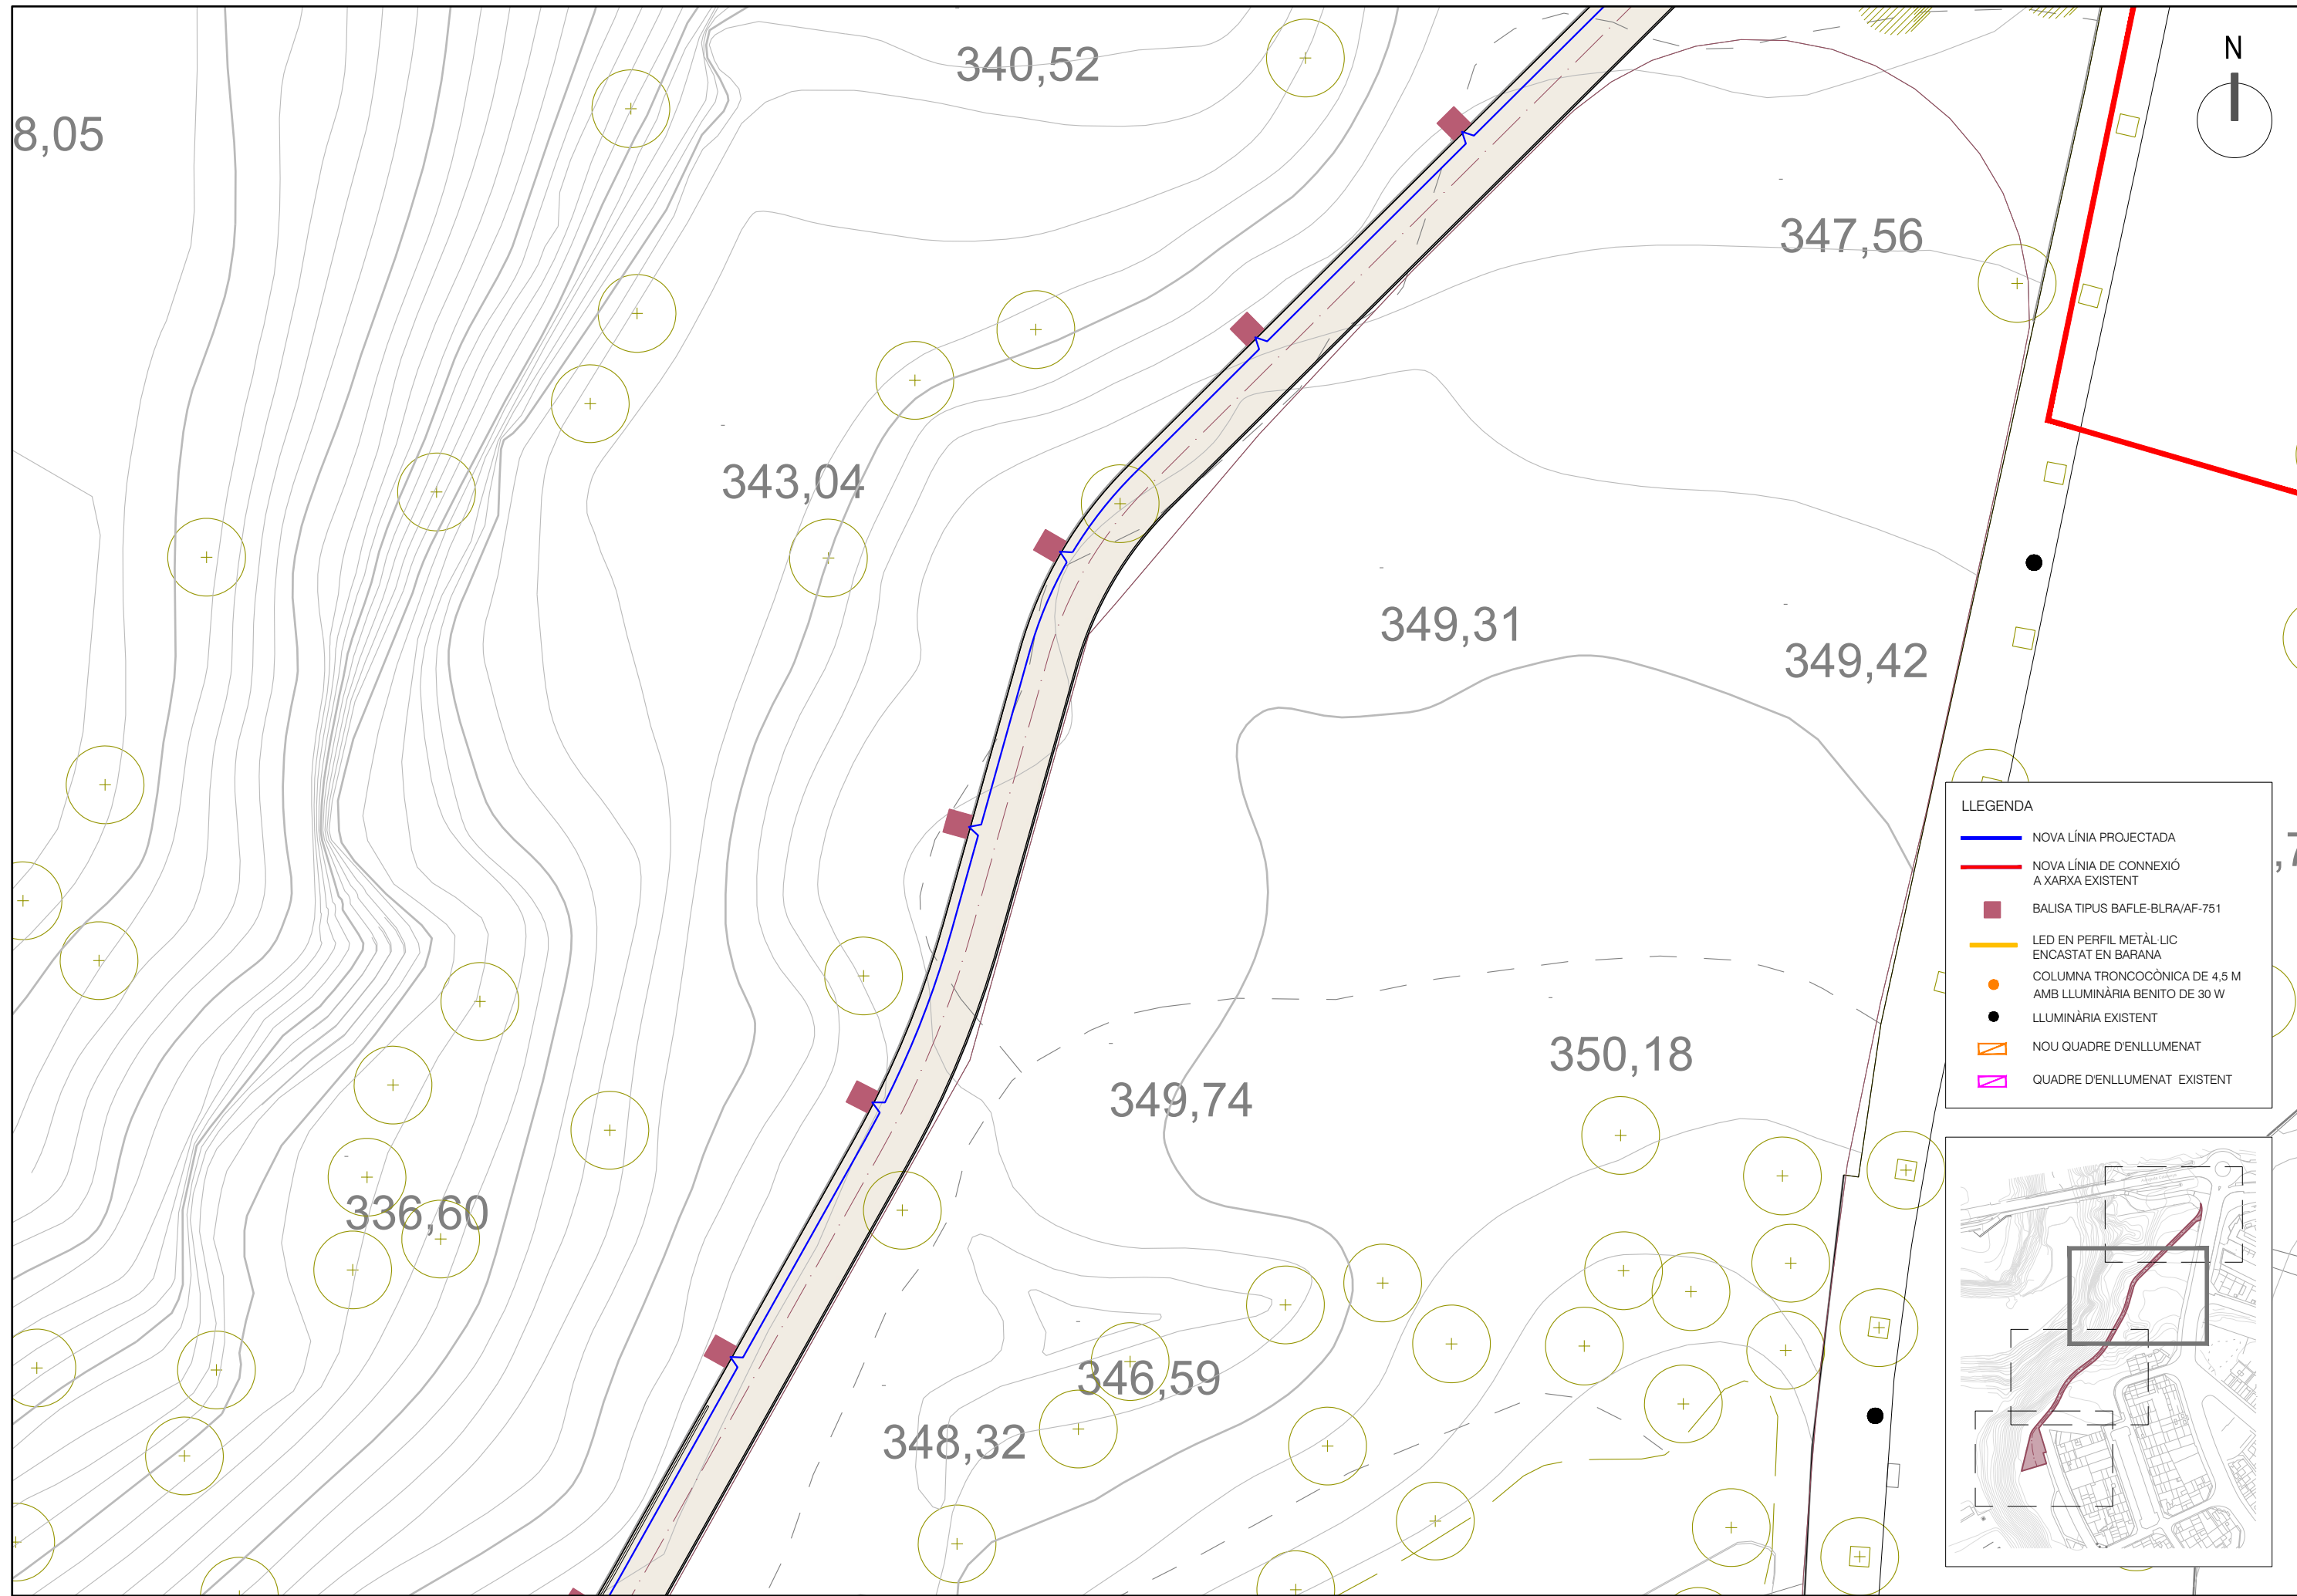 N
340,52
8,05
347,56
343,04
349,31
349,42
LLEGENDA
NOVA LÍNIA PROJECTADA
NOVA LÍNIA DE CONNEXIÓ
A XARXA EXISTENT
BALISA TIPUS BAFLE-BLRA/AF-751
LED EN PERFIL METÀL·LIC
ENCASTAT EN BARANA
COLUMNA TRONCOCÒNICA DE 4,5 M
AMB LLUMINÀRIA BENITO DE 30 W
LLUMINÀRIA EXISTENT
NOU QUADRE D'ENLLUMENAT
QUADRE D'ENLLUMENAT EXISTENT
,7
350,18
349,74
336,60
346,59
348,32